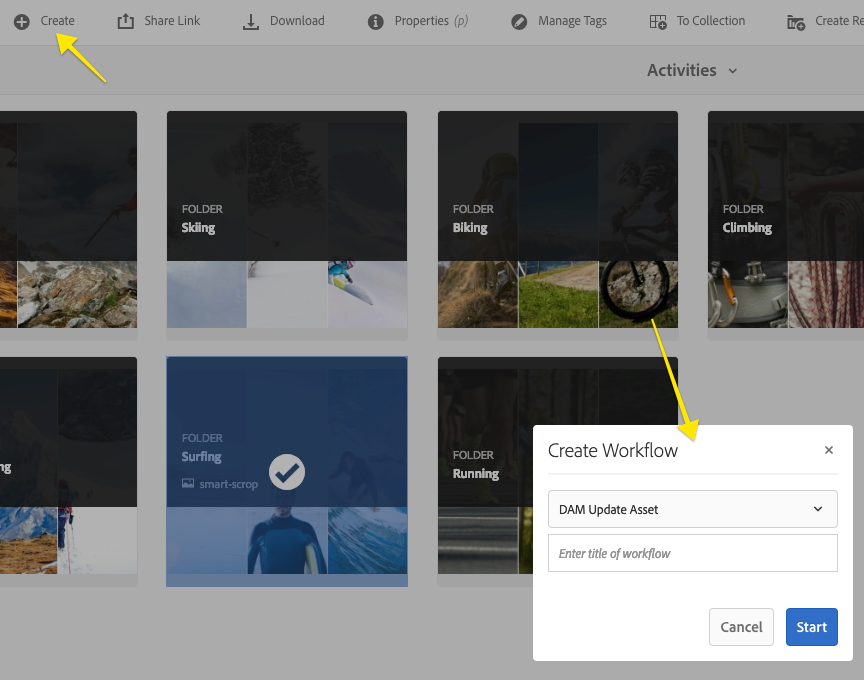 Create Share Link Download Properties (p) Manage Tags To Collection Create Re
Activities
FOLDER
Skiing
FOLDER
Biking
FOLDER
Climbing
ng
FOLDER
Surfing
smart-scrop
FOLDER
Running
Create Workflow
DAM Update Asset
Enter title of workflow
Cancel Start